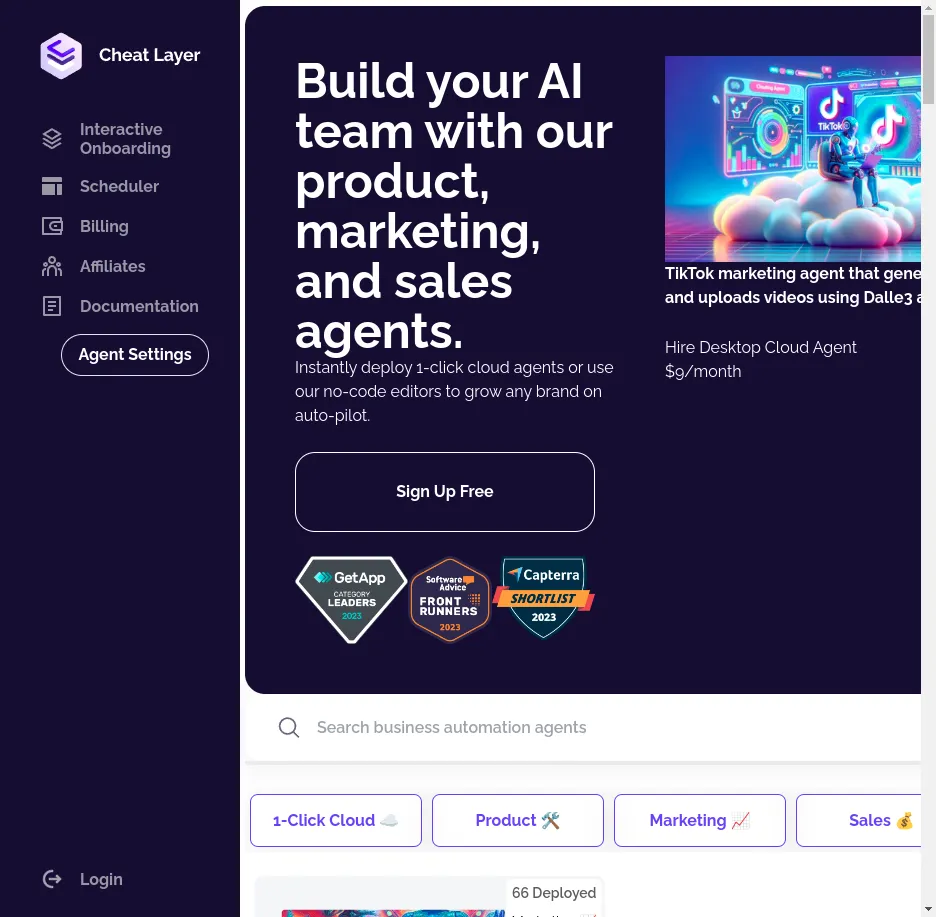 Cheat Layer
Interactive
Onboarding
Scheduler
Billing
Affiliates
Documentation
Agent Settings
Login
Build your AI
team with our
product,
marketing,
and sales
agents.
Instantly deploy 1-click cloud agents or use
our no-code editors to grow any brand on
auto-pilot.
Sign Up Free
GetApp
CATEGORY
LEADERS
2023
Software
Advice
FRONT
RUNNERS
2023
Capterra
SHORTLIST
2023
TikTok
TikTok marketing agent that gene
and uploads videos using Dalle3 a
Hire Desktop Cloud Agent
$9/month
Search business automation agents
1-Click Cloud ☁️
Product 🛠️
Marketing 📈
Sales 💰
66 Deployed